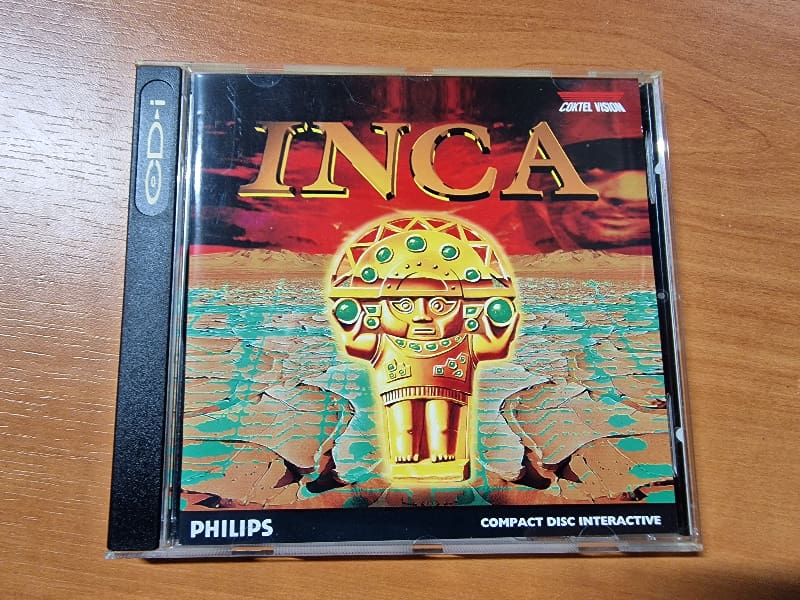 CD-i
COKTEL VISION
INCA
PHILIPS
COMPACT DISC INTERACTIVE